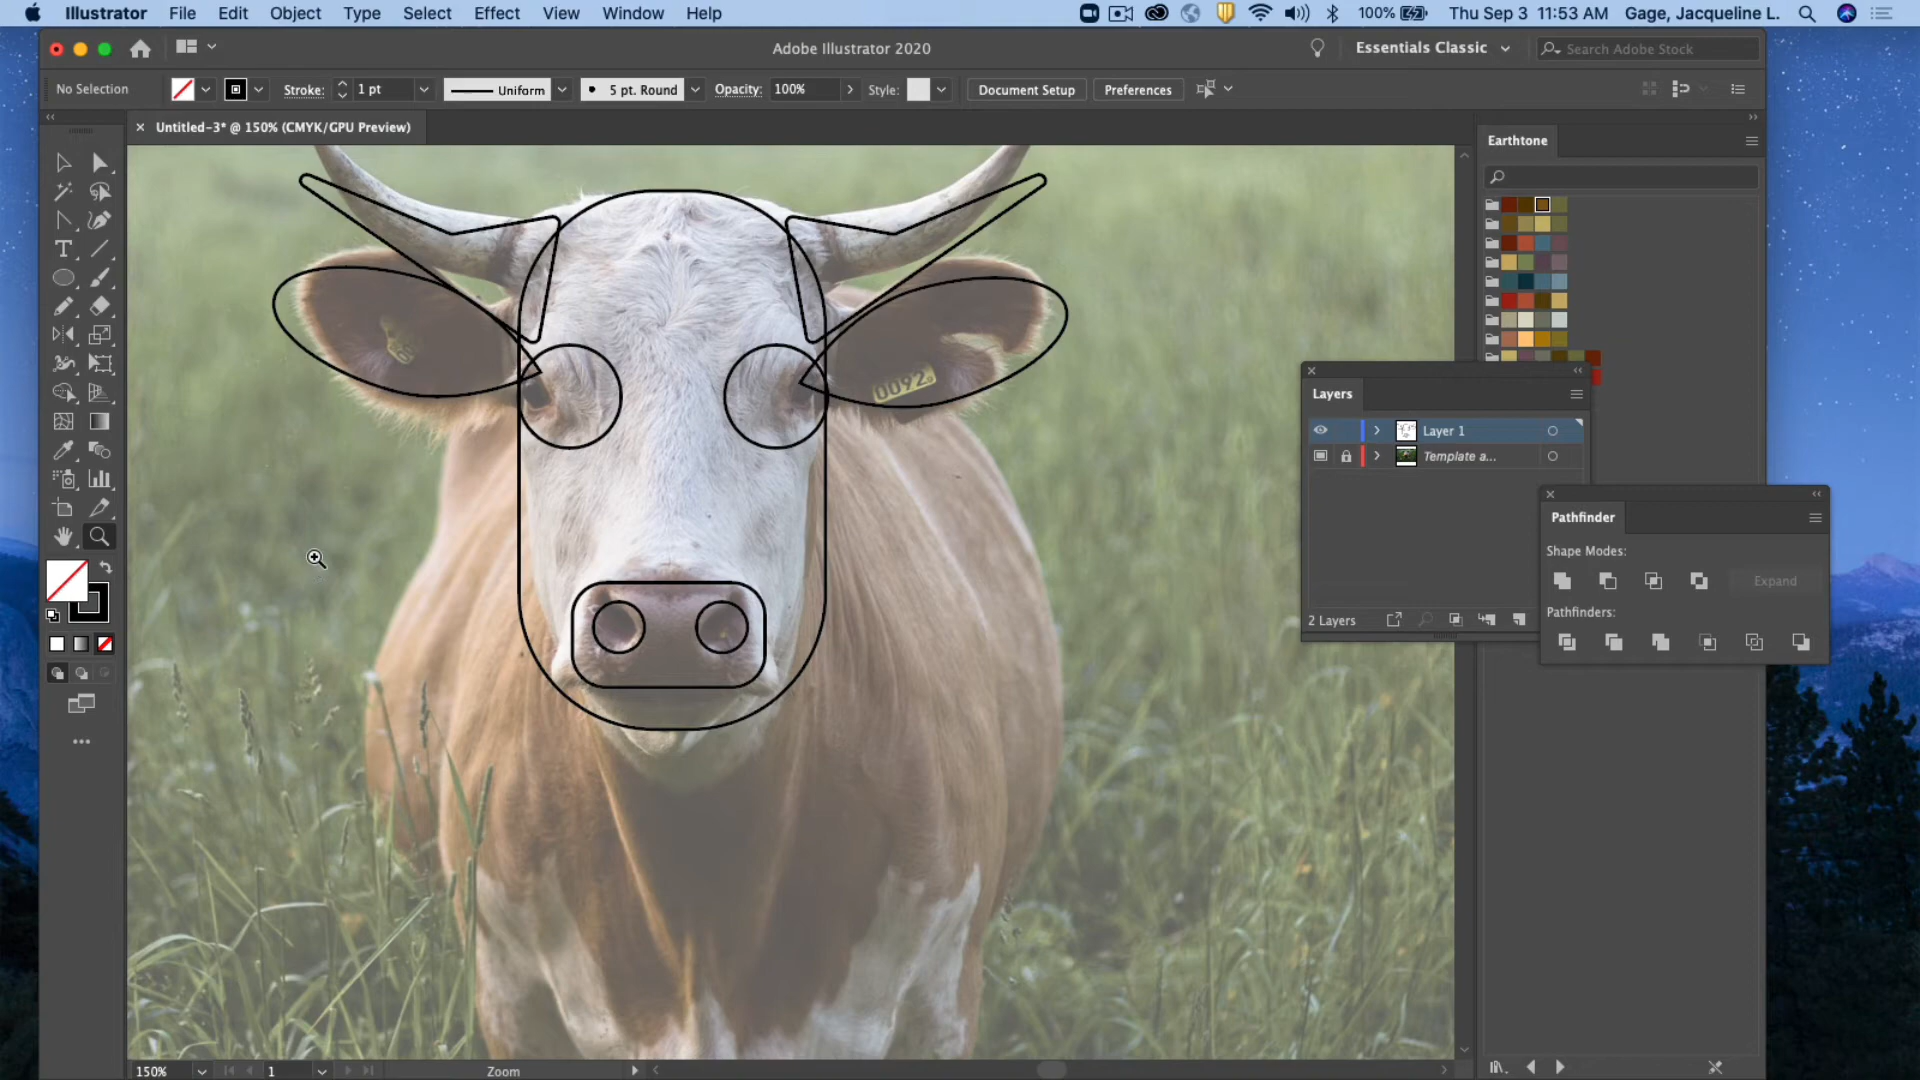 Illustrator File Edit Object Type Select Effect View Window Help 100% Thu Sep 3 11:53 AM Gage, Jacqueline L.
Adobe Illustrator 2020 Essentials Classic Search Adobe Stock
No Selection Stroke: 1 pt Uniform 5 pt. Round Opacity: 100% Style: Document Setup Preferences
Untitled-3* @ 150% (CMYK/GPU Preview)
Earthtone
0092
Layers
Layer 1
Template a...
2 Layers
Pathfinder
Shape Modes:
Expand
Pathfinders:
150% 1 Zoom